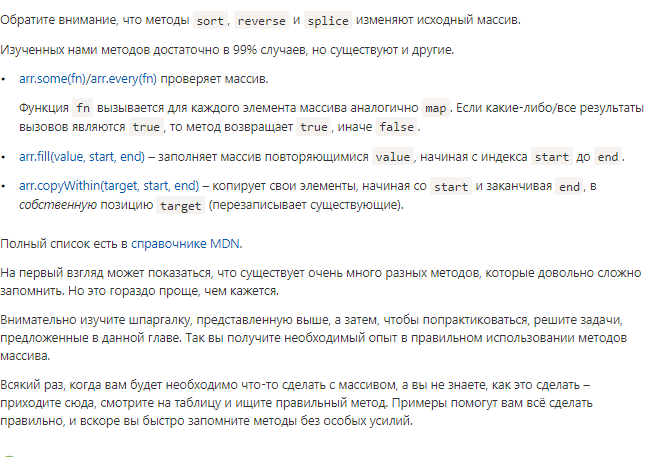 Обратите внимание, что методы sort, reverse и splice изменяют исходный массив.
Изученных нами методов достаточно в 99% случаев, но существуют и другие.
• arr.some(fn)/arr.every(fn) проверяет массив.
Функция fn вызывается для каждого элемента массива аналогично map. Если какие-либо/все результаты
вызовов являются true, то метод возвращает true, иначе false.
• arr.fill(value, start, end) – заполняет массив повторяющимися value, начиная с индекса start до end.
• arr.copyWithin(target, start, end) – копирует свои элементы, начиная со start и заканчивая end, в
собственную позицию target (перезаписывает существующие).
Полный список есть в справочнике MDN.
На первый взгляд может показаться, что существует очень много разных методов, которые довольно сложно
запомнить. Но это гораздо проще, чем кажется.
Внимательно изучите шпаргалку, представленную выше, а затем, чтобы попрактиковаться, решите задачи,
предложенные в данной главе. Так вы получите необходимый опыт в правильном использовании методов
массива.
Всякий раз, когда вам будет необходимо что-то сделать с массивом, а вы не знаете, как это сделать –
приходите сюда, смотрите на таблицу и ищите правильный метод. Примеры помогут вам всё сделать
правильно, и вскоре вы быстро запомните методы без особых усилий.